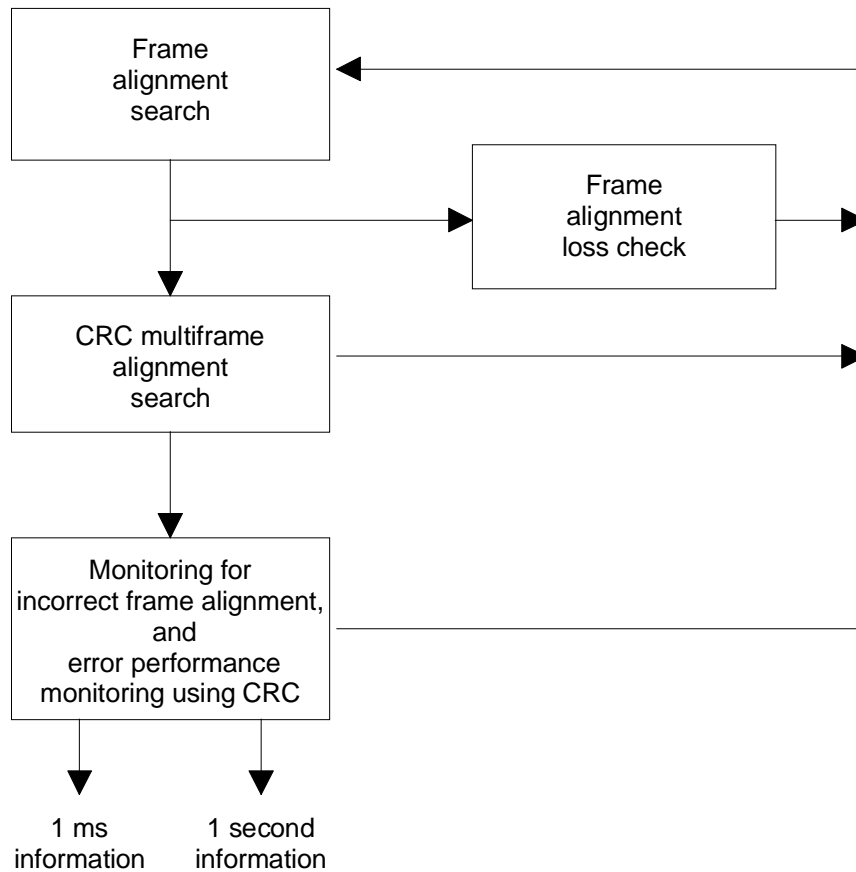 Frame
alignment
search
Frame
alignment
loss check
CRC multiframe
alignment
search
Monitoring for
incorrect frame alignment,
and
error performance
monitoring using CRC
1 ms
information
1 second
information